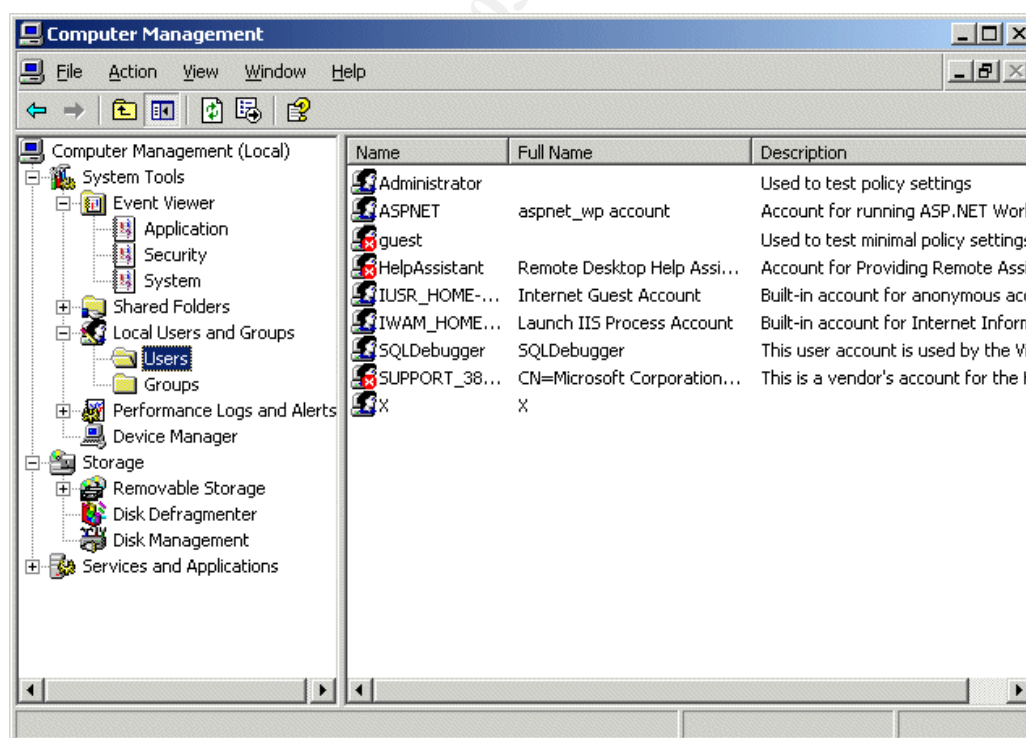 Computer Management
File Action View Window Help
Computer Management (Local)
System Tools
Event Viewer
Application
Security
System
Shared Folders
Local Users and Groups
Users
Groups
Performance Logs and Alerts
Device Manager
Storage
Removable Storage
Disk Defragmenter
Disk Management
Services and Applications
Name Full Name Description
Administrator Used to test policy settings
ASPNET aspnet_wp account Account for running ASP.NET Wor
guest Used to test minimal policy settings
HelpAssistant Remote Desktop Help Assi... Account for Providing Remote Assi
IUSR_HOME-... Internet Guest Account Built-in account for anonymous acc
IWAM_HOME... Launch IIS Process Account Built-in account for Internet Inform
SQLDebugger SQLDebugger This user account is used by the Vi
SUPPORT_38... CN=Microsoft Corporation... This is a vendor's account for the
X X